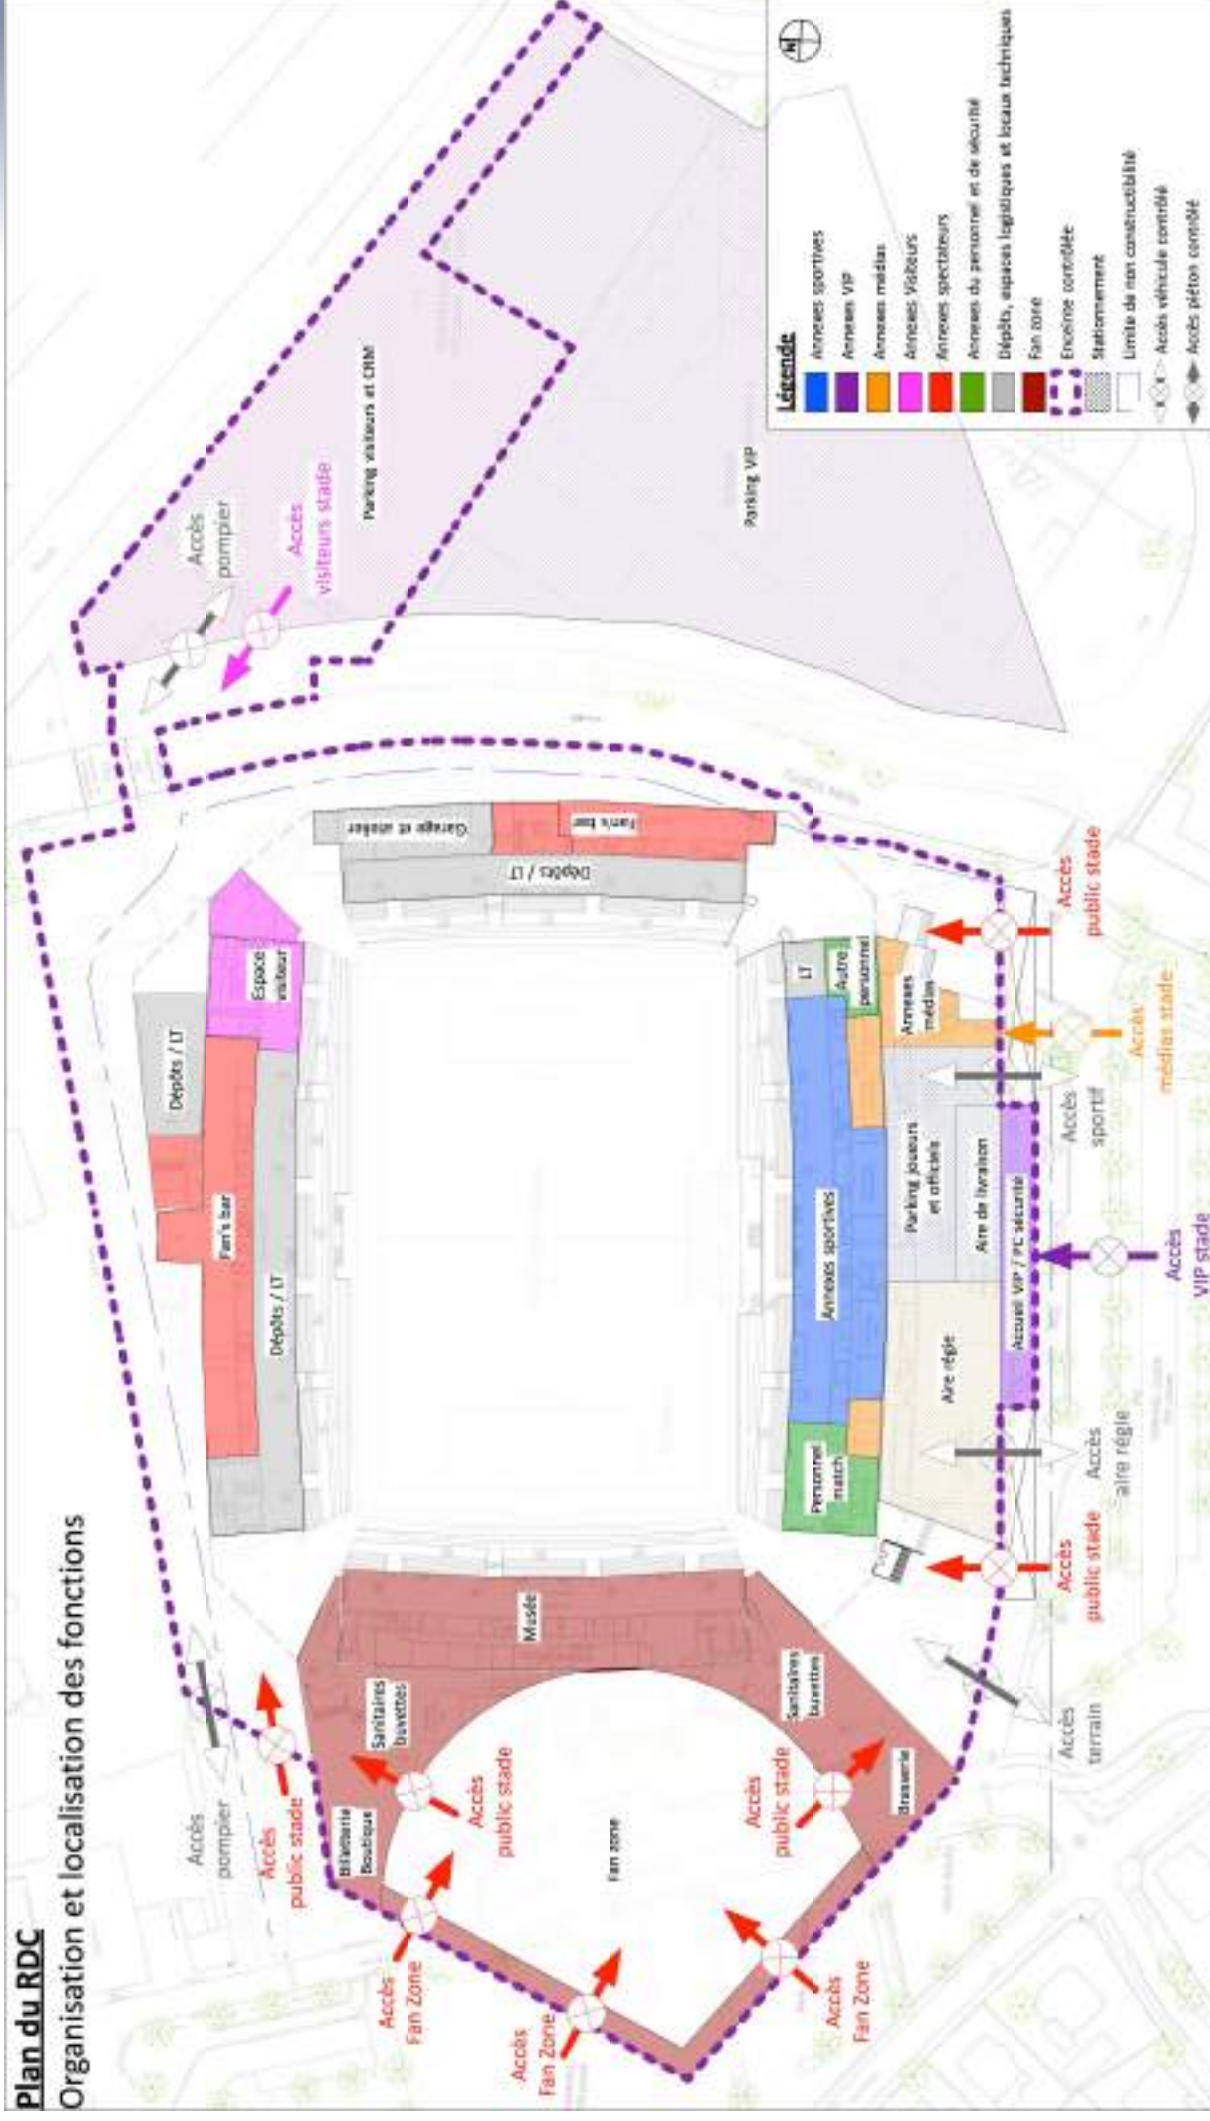 Plan du RDC
Organisation et localisation des fonctions
Accès
pompier
Accès
public stade
Accès
Fan Zone
Accès
Fan Zone
Accès
Fan Zone
Billetterie
Boutique
Sanitaires
buvettes
Accès
public stade
Fan zone
Musée
Accès
public stade
Brasserie
Sanitaires
buvettes
Accès
terrain
Accès
public stade
Accès
aire régie
Accès
VIP stade
Accès
sportif
Accès
médias stade
Accès
public stade
Dépôts / LT
Fan's bar
Dépôts / LT
Espace
visiteur
Garage et atelier
Fan's bar
Dépôts / LT
Personnel
match
Annexes sportives
LT
Autre
personnel
Annexes
médias
Aire régie
Parking joueurs
et officiels
Aire de livraison
Accueil VIP / PC sécurité
Accès
pompier
Accès
visiteurs stade
Parking visiteurs et CRM
Parking VIP
Légende
Annexes sportives
Annexes VIP
Annexes médias
Annexes Visiteurs
Annexes spectateurs
Annexes du personnel et de sécurité
Dépôts, espaces logistiques et locaux techniques
Fan zone
Enceinte contrôlée
Stationnement
Limite de non constructibilité
Accès véhicule contrôlé
Accès piéton contrôlé
N